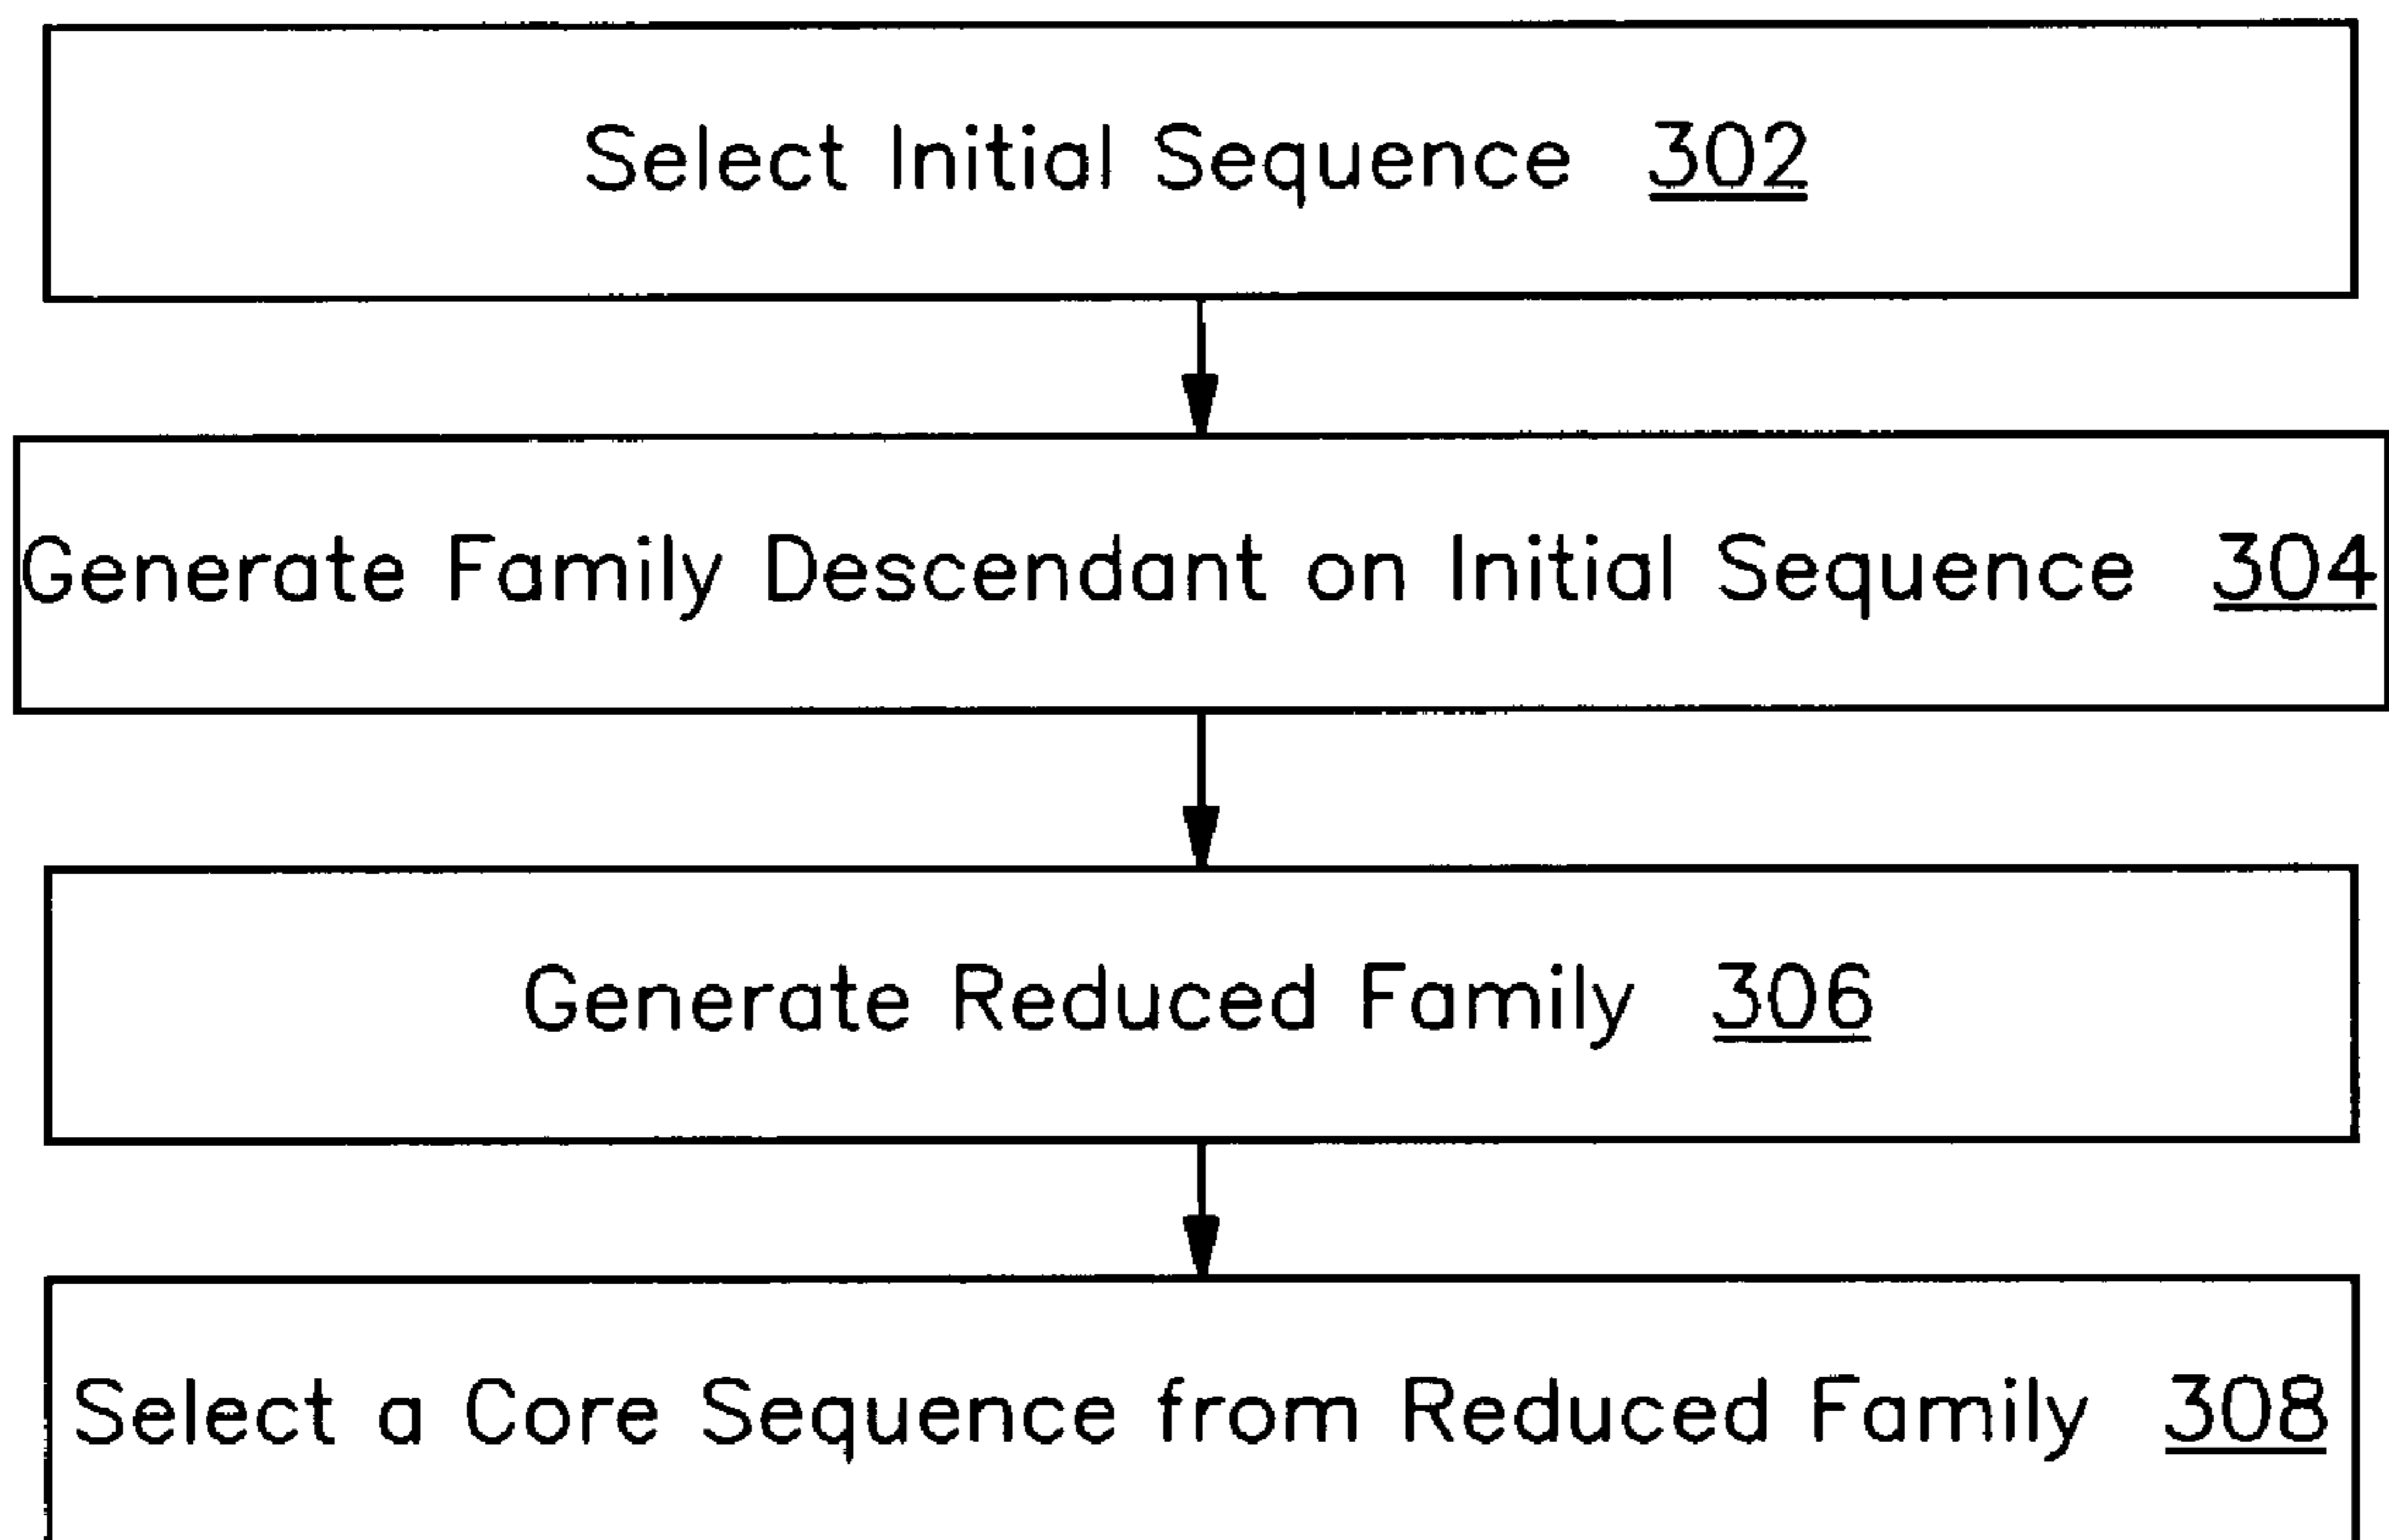 Select Initial Sequence 302
Generate Family Descendant on Initial Sequence 304
Generate Reduced Family 306
Select a Core Sequence from Reduced Family 308